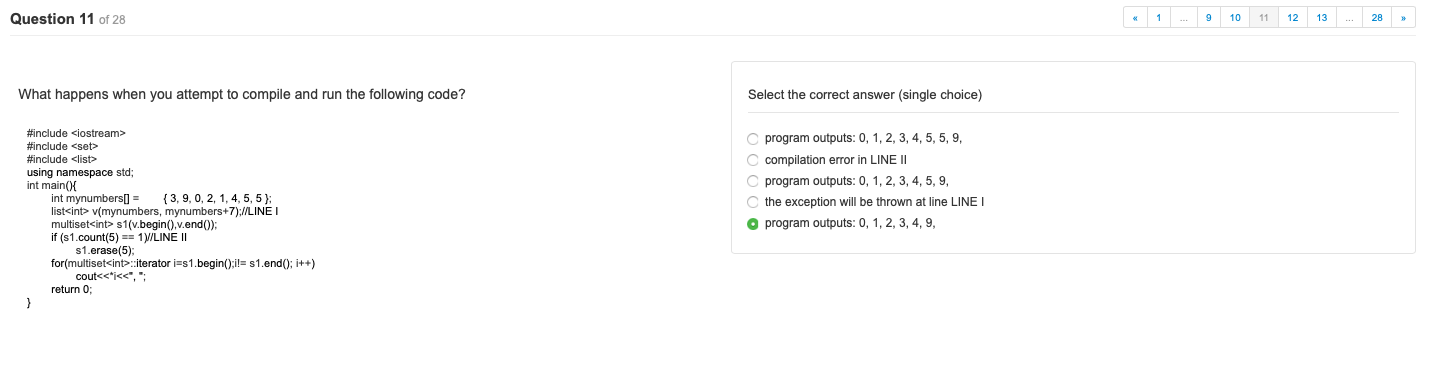 Question 11 of 28
« 1 ... 9 10 11 12 13 ... 28 »
What happens when you attempt to compile and run the following code?
#include <iostream>
#include <set>
#include <list>
using namespace std;
int main(){
int mynumbers[] = { 3, 9, 0, 2, 1, 4, 5, 5 };
list<int> v(mynumbers, mynumbers+7);//LINE I
multiset<int> s1(v.begin(),v.end());
if (s1.count(5) == 1)//LINE II
s1.erase(5);
for(multiset<int>::iterator i=s1.begin();i!= s1.end(); i++)
cout<<*i<<", ";
return 0;
}
Select the correct answer (single choice)
program outputs: 0, 1, 2, 3, 4, 5, 5, 9,
compilation error in LINE II
program outputs: 0, 1, 2, 3, 4, 5, 9,
the exception will be thrown at line LINE I
program outputs: 0, 1, 2, 3, 4, 9,